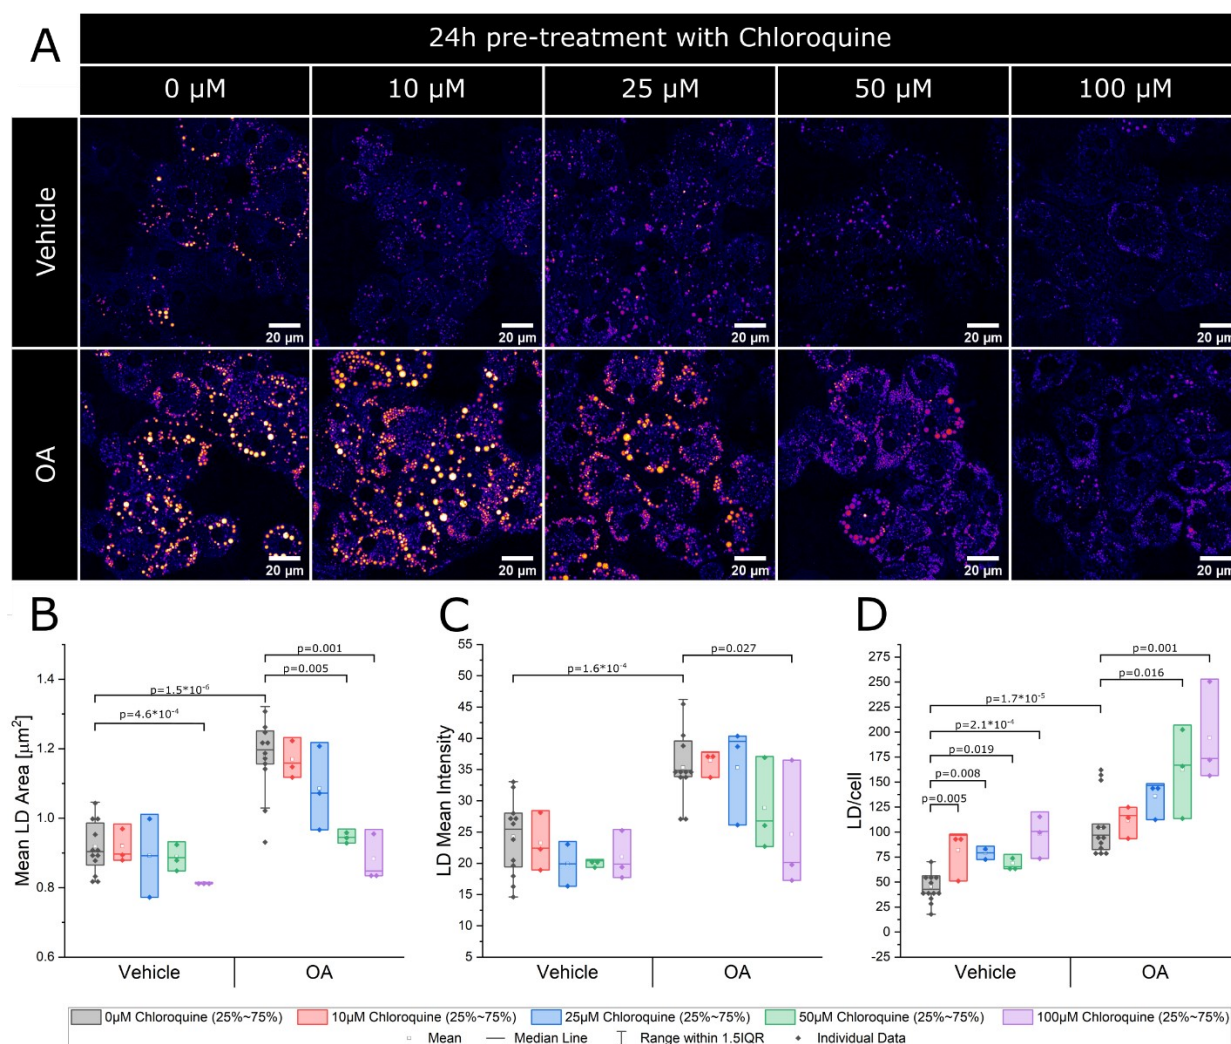 A
24h pre-treatment with Chloroquine
0 µM 10 µM 25 µM 50 µM 100 µM
Vehicle
20 µm 20 µm 20 µm 20 µm 20 µm
OA
20 µm 20 µm 20 µm 20 µm 20 µm
B
Mean LD Area [µm²]
1.4
1.2
1.0
0.8
0.6
p=0.001
p=0.005
p=1.5*10⁻⁶
p=4.6*10⁻⁴
Vehicle OA
C
LD Mean Intensity
55
50
45
40
35
30
25
20
15
10
5
p=0.027
p=1.6*10⁻⁴
Vehicle OA
D
LD/cell
275
250
225
200
175
150
125
100
75
50
25
0
-25
p=0.001
p=0.016
p=1.7*10⁻⁵
p=2.1*10⁻⁴
p=0.019
p=0.008
p=0.005
Vehicle OA
0µM Chloroquine (25%~75%) 10µM Chloroquine (25%~75%) 25µM Chloroquine (25%~75%) 50µM Chloroquine (25%~75%) 100µM Chloroquine (25%~75%)
Mean Median Line Range within 1.5IQR Individual Data